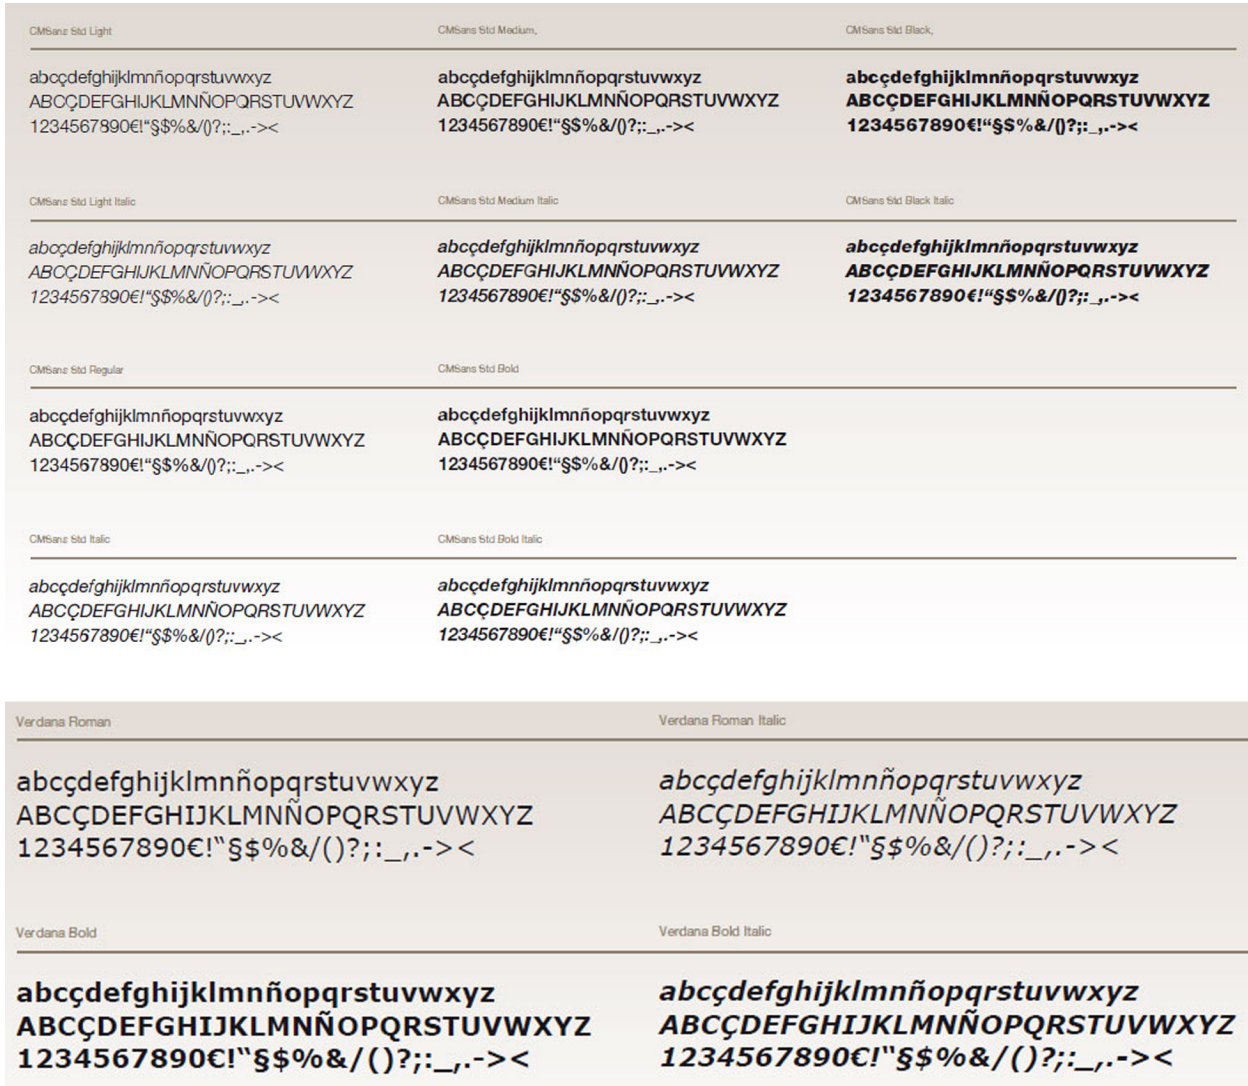 CMSans Std Light
abcçdefghijklmnñopqrstuvwxyz
ABCÇDEFGHIJKLMNÑOPQRSTUVWXYZ
1234567890€!“§$%&/()?;:_,.-><
CMSans Std Medium,
abcçdefghijklmnñopqrstuvwxyz
ABCÇDEFGHIJKLMNÑOPQRSTUVWXYZ
1234567890€!“§$%&/()?;:_,.-><
CMSans Std Black,
abcçdefghijklmnñopqrstuvwxyz
ABCÇDEFGHIJKLMNÑOPQRSTUVWXYZ
1234567890€!“§$%&/()?;:_,.-><
CMSans Std Light Italic
abcçdefghijklmnñopqrstuvwxyz
ABCÇDEFGHIJKLMNÑOPQRSTUVWXYZ
1234567890€!“§$%&/()?;:_,.-><
CMSans Std Medium Italic
abcçdefghijklmnñopqrstuvwxyz
ABCÇDEFGHIJKLMNÑOPQRSTUVWXYZ
1234567890€!“§$%&/()?;:_,.-><
CMSans Std Black Italic
abcçdefghijklmnñopqrstuvwxyz
ABCÇDEFGHIJKLMNÑOPQRSTUVWXYZ
1234567890€!“§$%&/()?;:_,.-><
CMSans Std Regular
abcçdefghijklmnñopqrstuvwxyz
ABCÇDEFGHIJKLMNÑOPQRSTUVWXYZ
1234567890€!“§$%&/()?;:_,.-><
CMSans Std Bold
abcçdefghijklmnñopqrstuvwxyz
ABCÇDEFGHIJKLMNÑOPQRSTUVWXYZ
1234567890€!“§$%&/()?;:_,.-><
CMSans Std Italic
abcçdefghijklmnñopqrstuvwxyz
ABCÇDEFGHIJKLMNÑOPQRSTUVWXYZ
1234567890€!“§$%&/()?;:_,.-><
CMSans Std Bold Italic
abcçdefghijklmnñopqrstuvwxyz
ABCÇDEFGHIJKLMNÑOPQRSTUVWXYZ
1234567890€!“§$%&/()?;:_,.-><
Verdana Roman
abcçdefghijklmnñopqrstuvwxyz
ABCÇDEFGHIJKLMNÑOPQRSTUVWXYZ
1234567890€!“§$%&/()?;:_,.-><
Verdana Roman Italic
abcçdefghijklmnñopqrstuvwxyz
ABCÇDEFGHIJKLMNÑOPQRSTUVWXYZ
1234567890€!“§$%&/()?;:_,.-><
Verdana Bold
abcçdefghijklmnñopqrstuvwxyz
ABCÇDEFGHIJKLMNÑOPQRSTUVWXYZ
1234567890€!“§$%&/()?;:_,.-><
Verdana Bold Italic
abcçdefghijklmnñopqrstuvwxyz
ABCÇDEFGHIJKLMNÑOPQRSTUVWXYZ
1234567890€!“§$%&/()?;:_,.-><